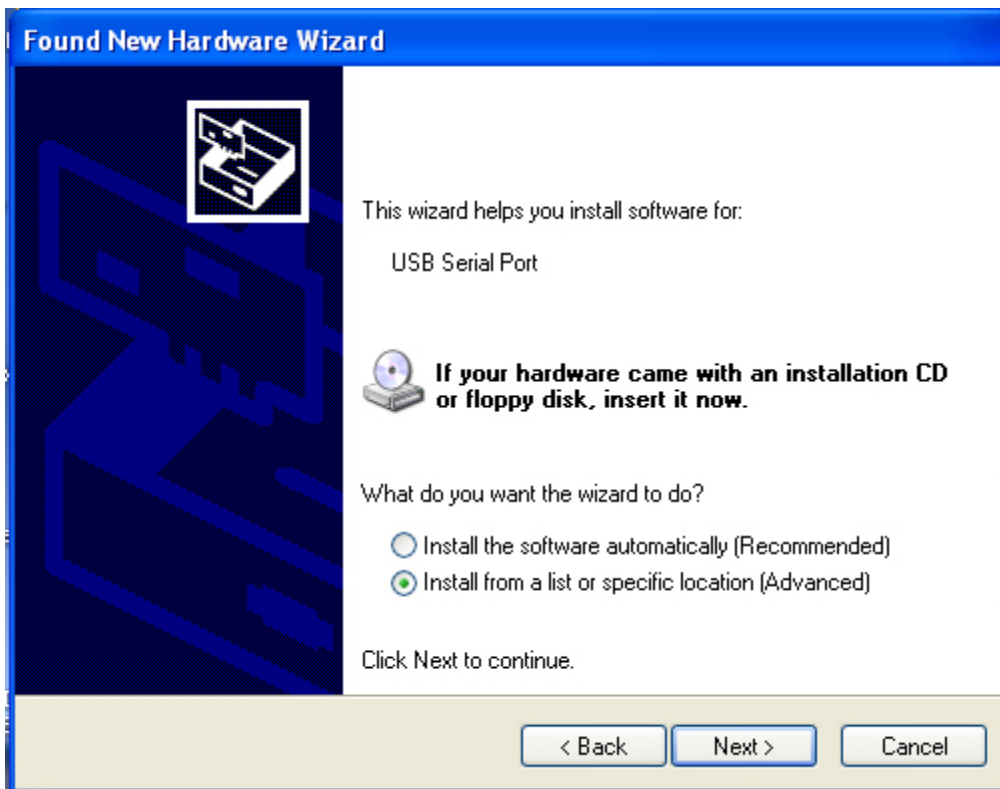 Found New Hardware Wizard
This wizard helps you install software for:
USB Serial Port
If your hardware came with an installation CD
or floppy disk, insert it now.
What do you want the wizard to do?
Install the software automatically (Recommended)
Install from a list or specific location (Advanced)
Click Next to continue.
< Back
Next >
Cancel